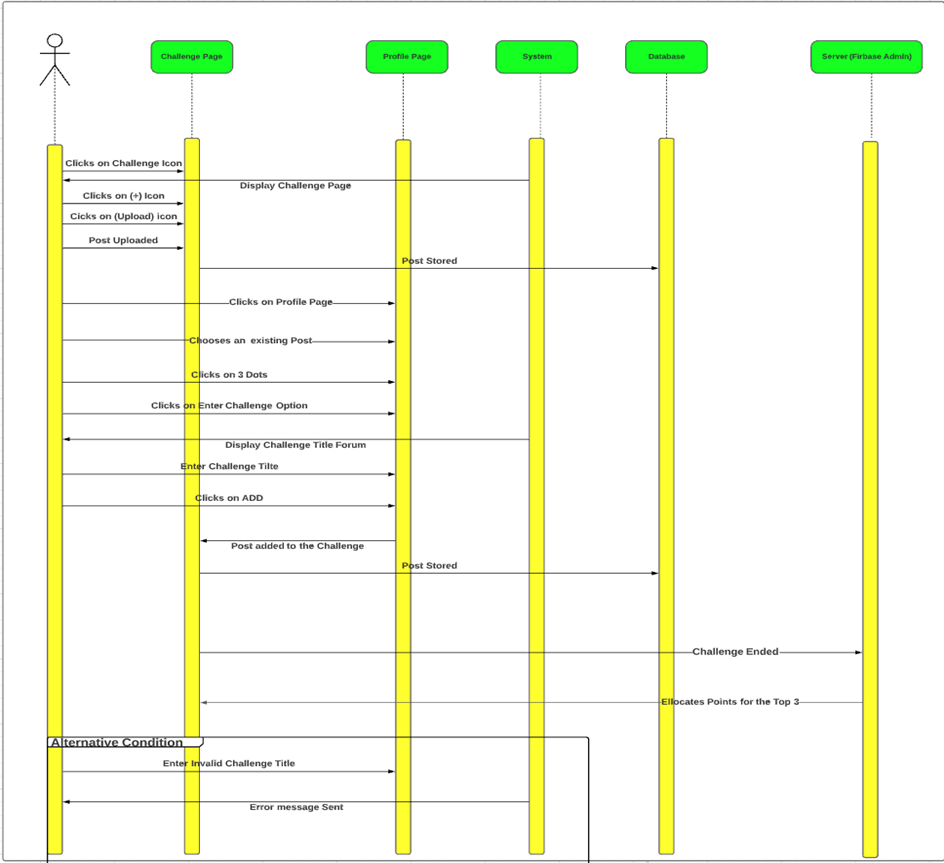 Challenge Page
Profile Page
System
Database
Server (Firbase Admin)
Clicks on Challenge Icon
Display Challenge Page
Clicks on (+) Icon
Cicks on (Upload) icon
Post Uploaded
Post Stored
Clicks on Profile Page
Chooses an existing Post
Clicks on 3 Dots
Clicks on Enter Challenge Option
Display Challenge Title Forum
Enter Challenge Tilte
Clicks on ADD
Post added to the Challenge
Post Stored
Challenge Ended
Ellocates Points for the Top 3
Alternative Condition
Enter Invalid Challenge Title
Error message Sent